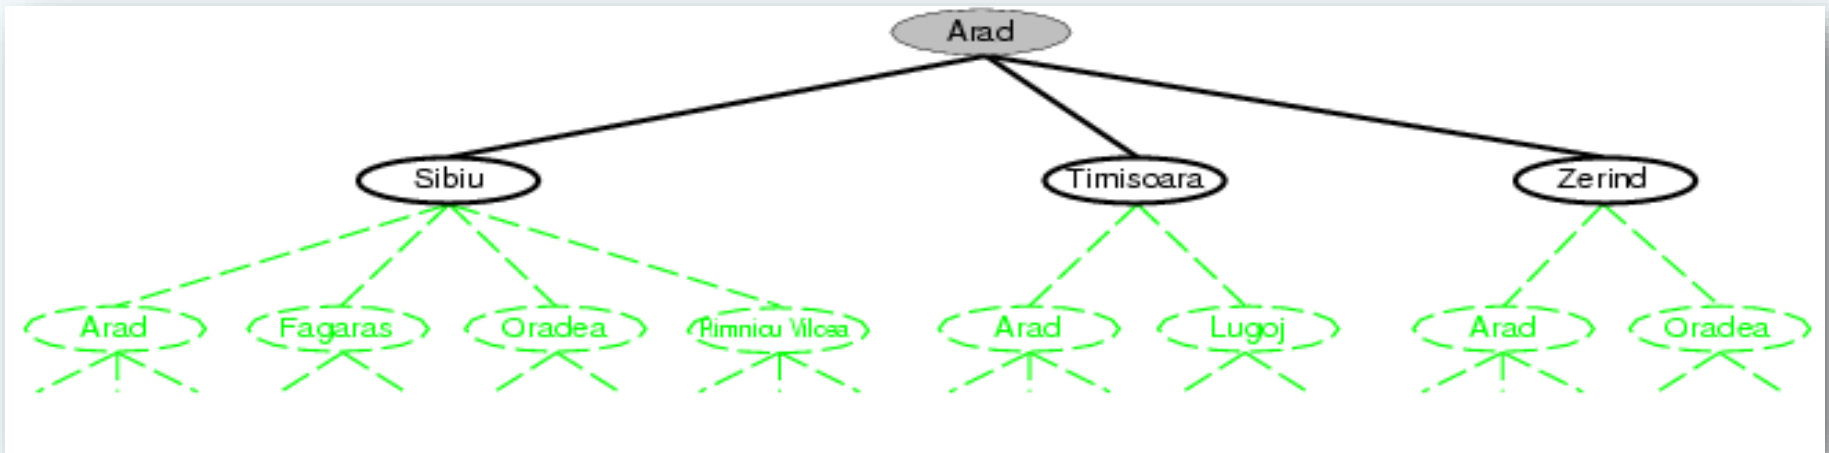 Arad
Sibiu
Timisoara
Zerind
Arad
Fagaras
Oradea
Rimnicu Vilcea
Arad
Lugoj
Arad
Oradea